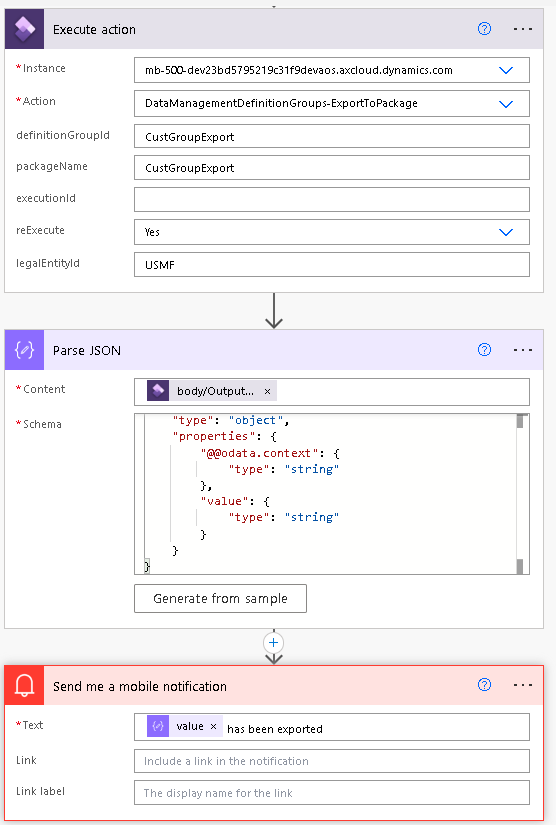 Execute action
* Instance
mb-500-dev23bd5795219c31f9devaos.axcloud.dynamics.com
* Action
DataManagementDefinitionGroups-ExportToPackage
definitionGroupId
CustGroupExport
packageName
CustGroupExport
executionId
reExecute
Yes
legalEntityId
USMF
Parse JSON
* Content
body/Output... ×
* Schema
"type": "object",
"properties": {
"@@odata.context": {
"type": "string"
},
"value": {
"type": "string"
}
}
}
Generate from sample
Send me a mobile notification
* Text
value × has been exported
Link
Include a link in the notification
Link label
The display name for the link